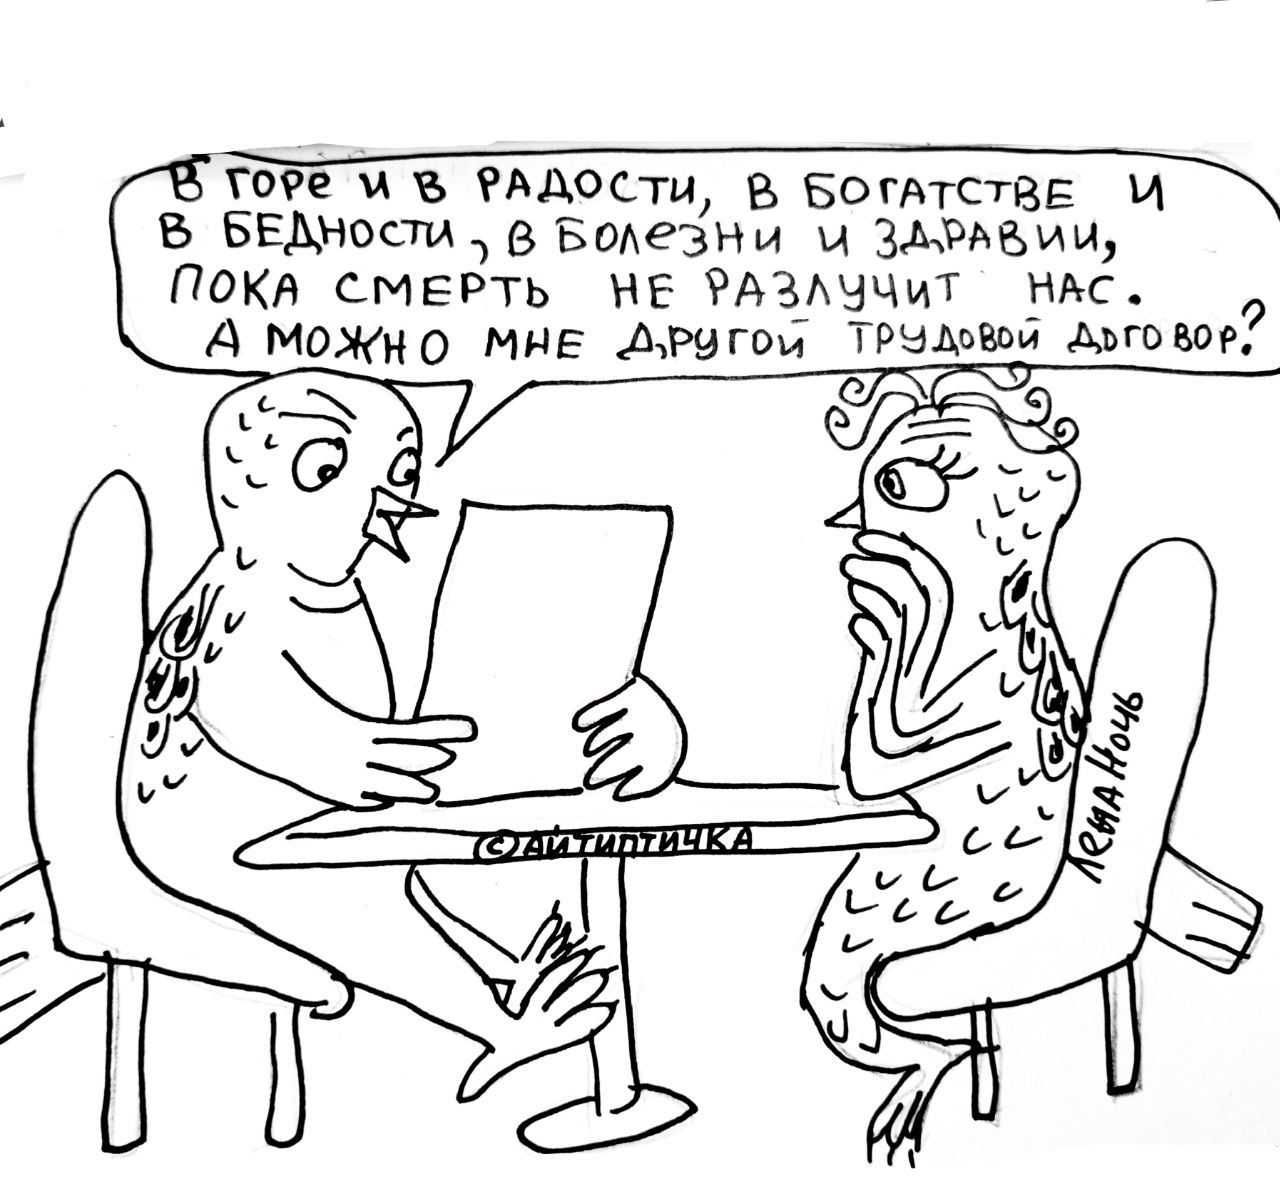 В ГОРЕ И В РАДОСТИ, В БОГАТСТВЕ И
В БЕДНОСТИ, В БОЛЕЗНИ И ЗДРАВИИ,
ПОКА СМЕРТЬ НЕ РАЗЛУЧИТ НАС.
А МОЖНО МНЕ ДРУГОЙ ТРУДОВОЙ ДОГОВОР?
© АЙТИПТИЧКА
ЛЕНА НОЧЬ